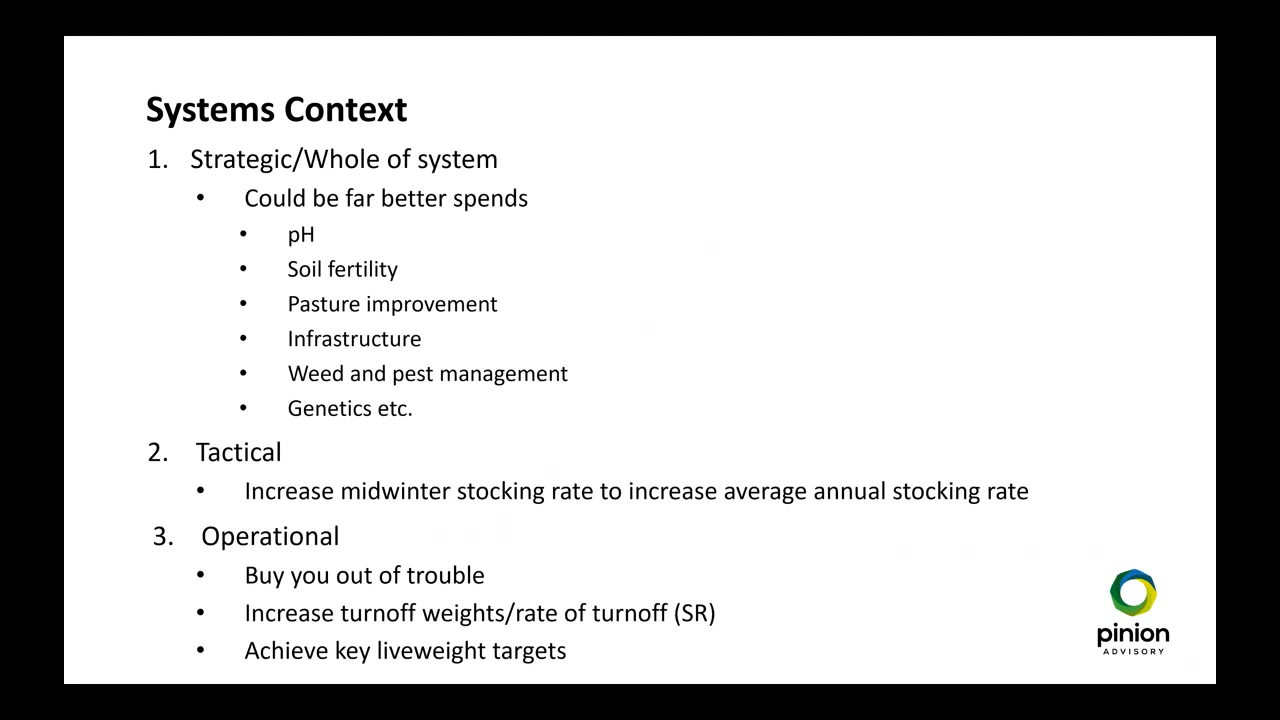 Systems Context
1. Strategic/Whole of system
• Could be far better spends
• pH
• Soil fertility
• Pasture improvement
• Infrastructure
• Weed and pest management
• Genetics etc.
2. Tactical
• Increase midwinter stocking rate to increase average annual stocking rate
3. Operational
• Buy you out of trouble
• Increase turnoff weights/rate of turnoff (SR)
• Achieve key liveweight targets
pinion
ADVISORY